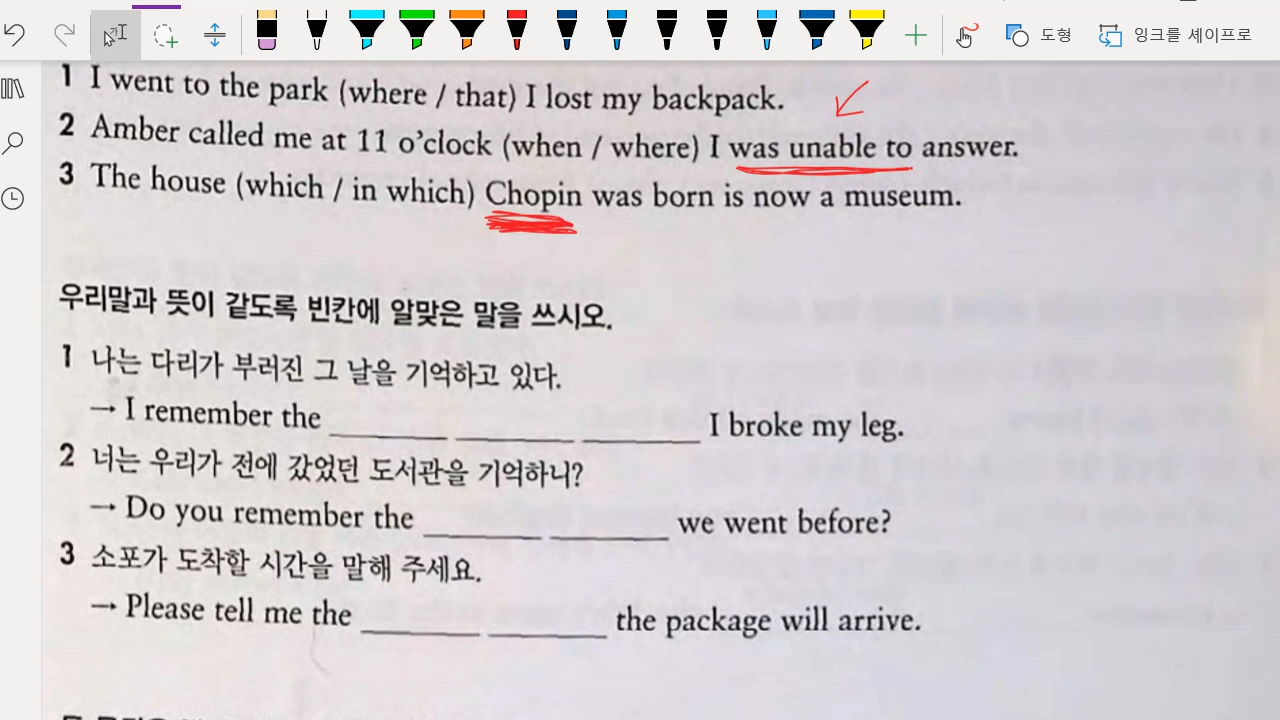 도형
잉크를 셰이프로
1 I went to the park (where / that) I lost my backpack.
2 Amber called me at 11 o'clock (when / where) I was unable to answer.
3 The house (which / in which) Chopin was born is now a museum.
우리말과 뜻이 같도록 빈칸에 알맞은 말을 쓰시오.
1 나는 다리가 부러진 그 날을 기억하고 있다.
→ I remember the ______ ______ ______ I broke my leg.
2 너는 우리가 전에 갔었던 도서관을 기억하니?
→ Do you remember the ______ ______ we went before?
3 소포가 도착할 시간을 말해 주세요.
→ Please tell me the ______ ______ the package will arrive.